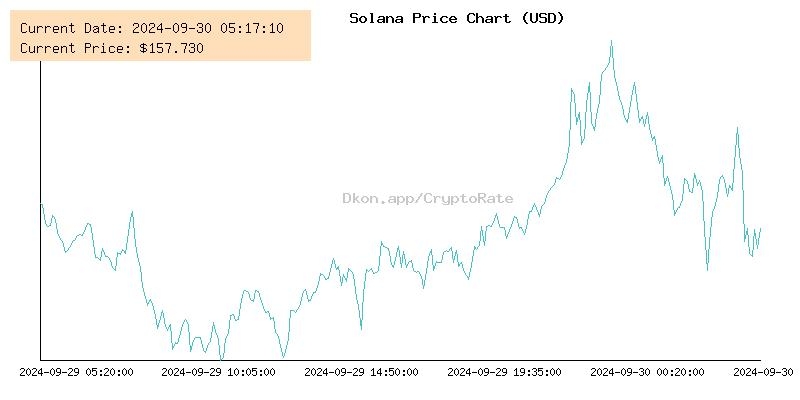 Solana Price Chart (USD)
Current Date: 2024-09-30 05:17:10
Current Price: $157.730
Dkon.app/CryptoRate
2024-09-29 05:20:00 2024-09-29 10:05:00 2024-09-29 14:50:00 2024-09-29 19:35:00 2024-09-30 00:20:00 2024-09-30